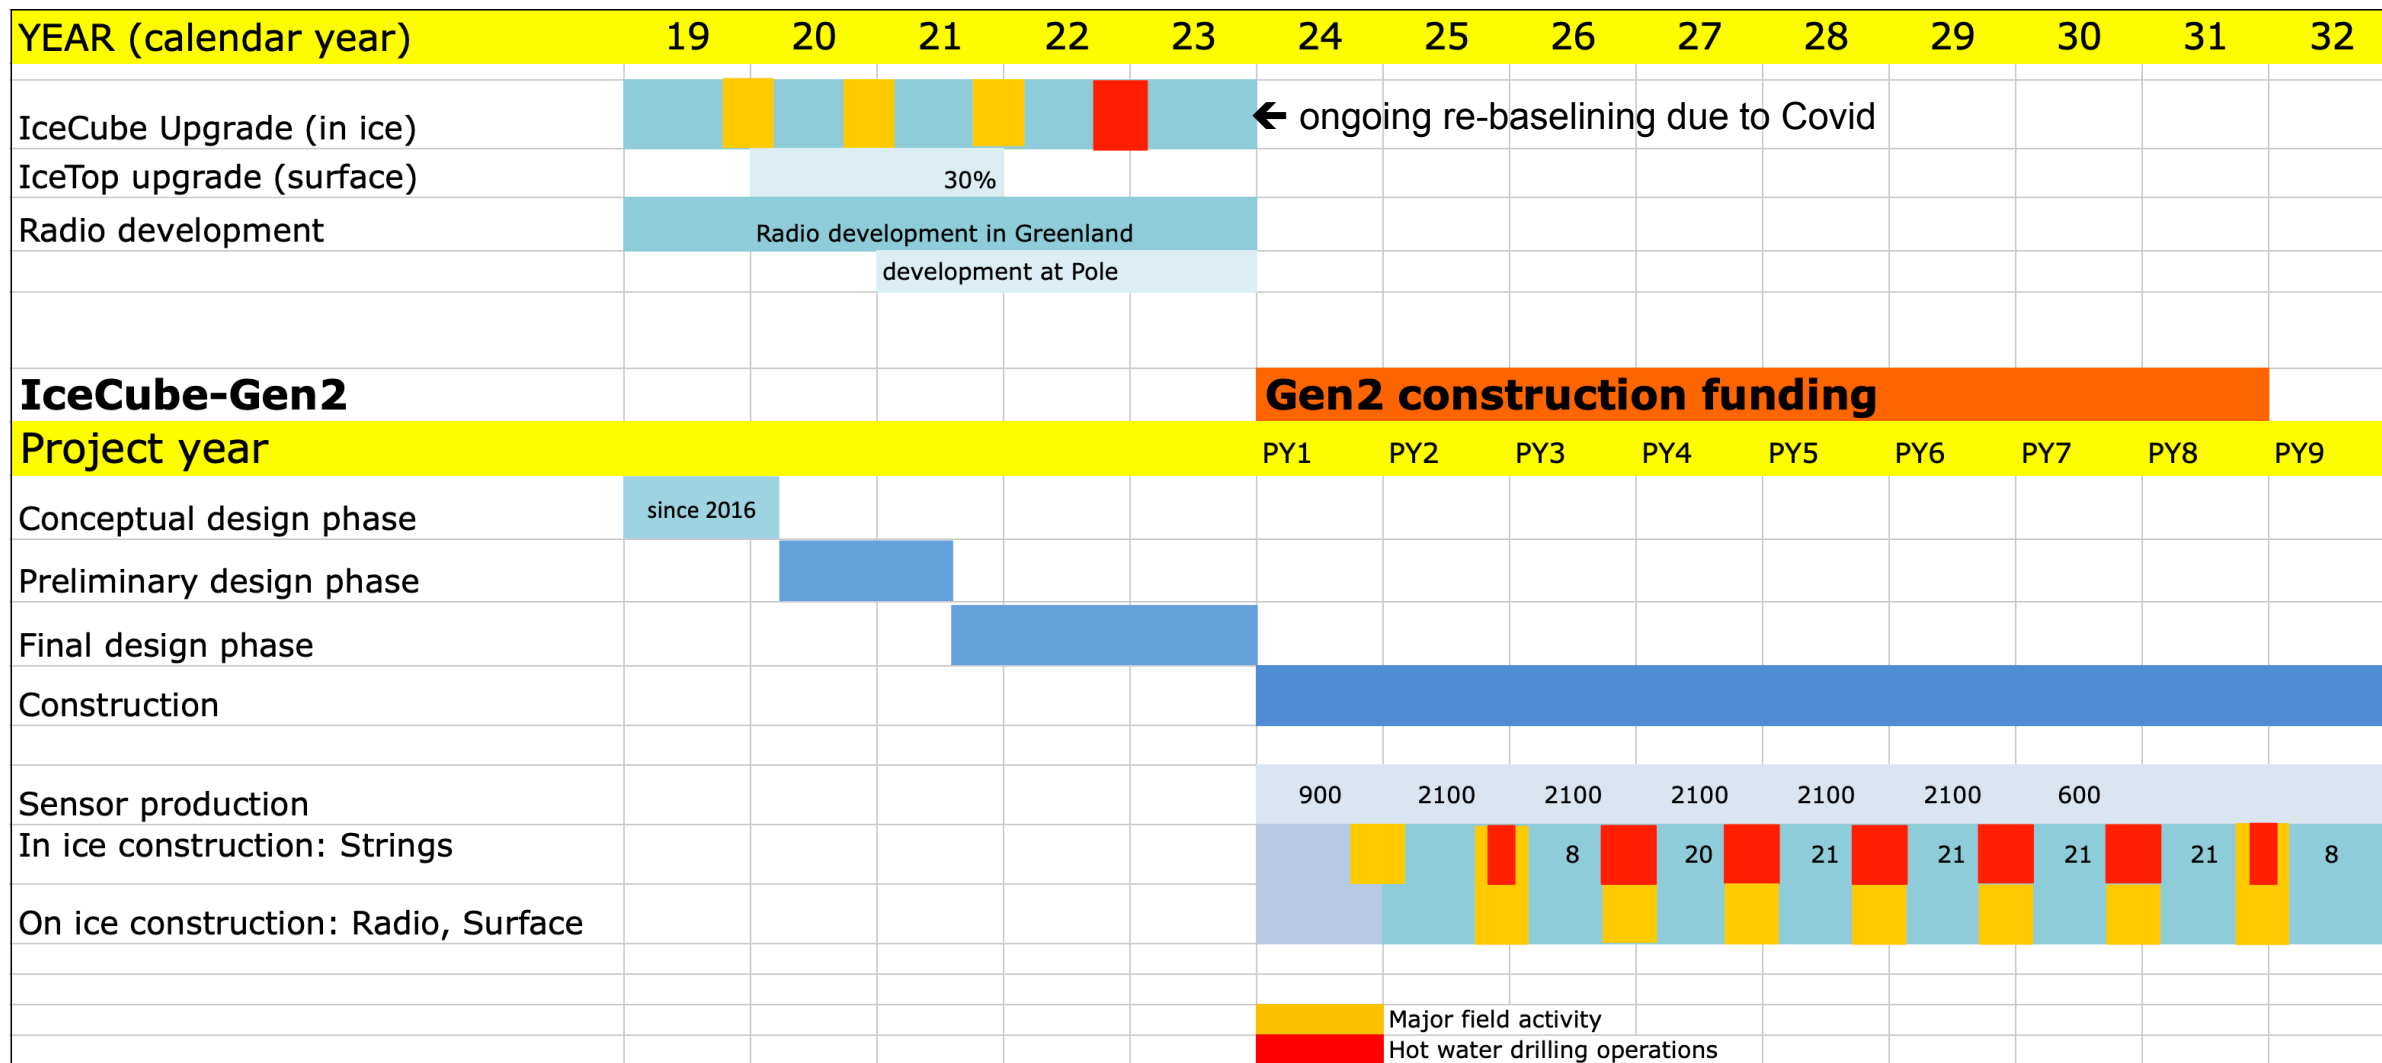 YEAR (calendar year) 19 20 21 22 23 24 25 26 27 28 29 30 31 32
IceCube Upgrade (in ice) 🡰 ongoing re-baselining due to Covid
IceTop upgrade (surface) 30%
Radio development Radio development in Greenland
development at Pole
IceCube-Gen2 Gen2 construction funding
Project year PY1 PY2 PY3 PY4 PY5 PY6 PY7 PY8 PY9
Conceptual design phase since 2016
Preliminary design phase
Final design phase
Construction
Sensor production 900 2100 2100 2100 2100 2100 600
In ice construction: Strings 8 20 21 21 21 21 8
On ice construction: Radio, Surface
Major field activity
Hot water drilling operations